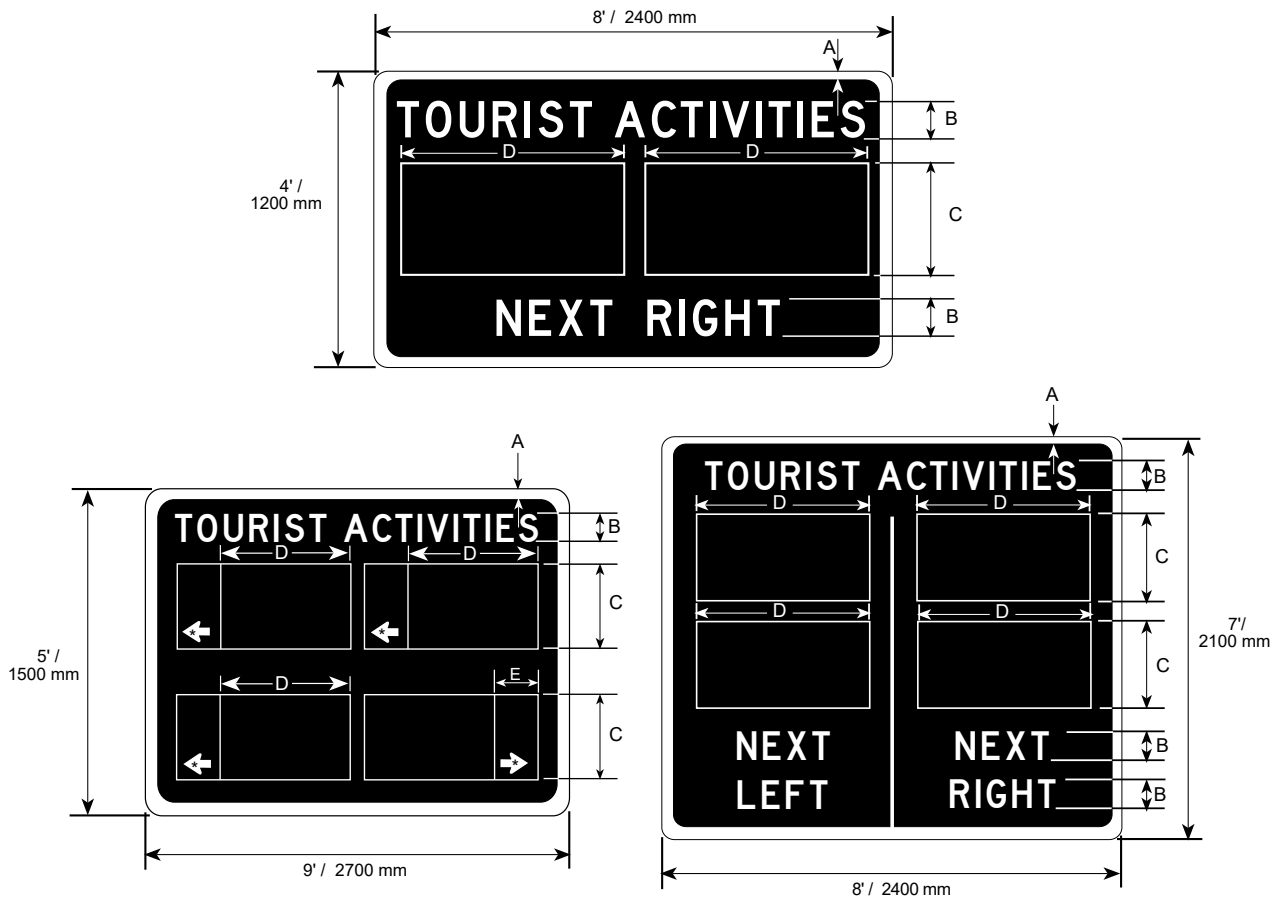 8' / 2400 mm
A
TOURIST ACTIVITIES
B
D D
4' /
1200 mm
C
NEXT RIGHT
B
A
TOURIST ACTIVITIES
B
D D
C
5' /
1500 mm
D E
C
9' / 2700 mm
A
TOURIST ACTIVITIES
B
D D
C
D D
7'/
2100 mm
C
NEXT NEXT
B
LEFT RIGHT
B
8' / 2400 mm